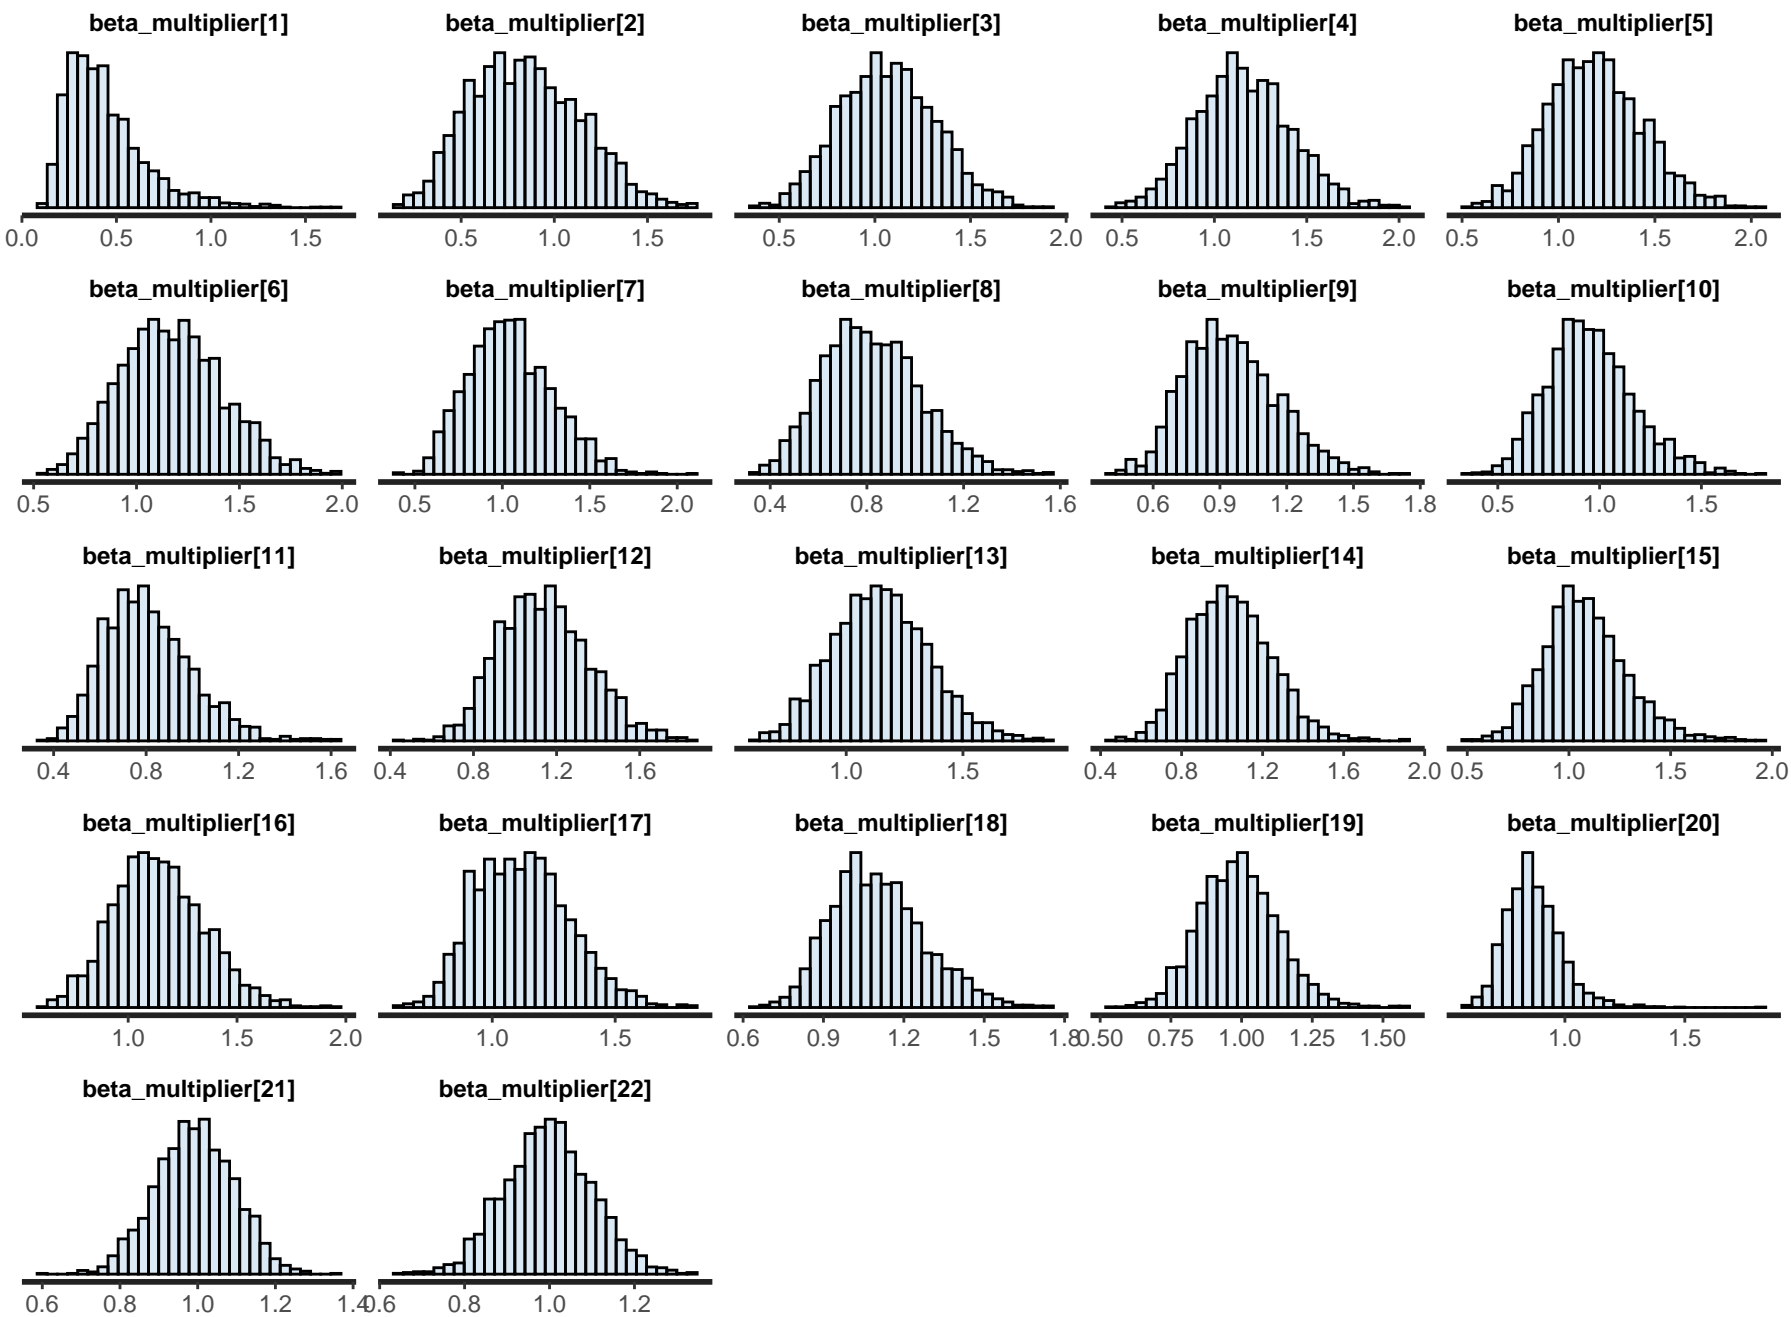 beta_multiplier[1] beta_multiplier[2] beta_multiplier[3] beta_multiplier[4] beta_multiplier[5]
0.0 0.5 1.0 1.5 0.5 1.0 1.5 0.5 1.0 1.5 2.0 0.5 1.0 1.5 2.0 0.5 1.0 1.5 2.0
beta_multiplier[6] beta_multiplier[7] beta_multiplier[8] beta_multiplier[9] beta_multiplier[10]
0.5 1.0 1.5 2.0 0.5 1.0 1.5 2.0 0.4 0.8 1.2 1.6 0.6 0.9 1.2 1.5 1.8 0.5 1.0 1.5
beta_multiplier[11] beta_multiplier[12] beta_multiplier[13] beta_multiplier[14] beta_multiplier[15]
0.4 0.8 1.2 1.6 0.4 0.8 1.2 1.6 1.0 1.5 0.4 0.8 1.2 1.6 2.0 0.5 1.0 1.5 2.0
beta_multiplier[16] beta_multiplier[17] beta_multiplier[18] beta_multiplier[19] beta_multiplier[20]
1.0 1.5 2.0 1.0 1.5 0.6 0.9 1.2 1.5 1.8 0.50 0.75 1.00 1.25 1.50 1.0 1.5
beta_multiplier[21] beta_multiplier[22]
0.6 0.8 1.0 1.2 1.4 0.6 0.8 1.0 1.2